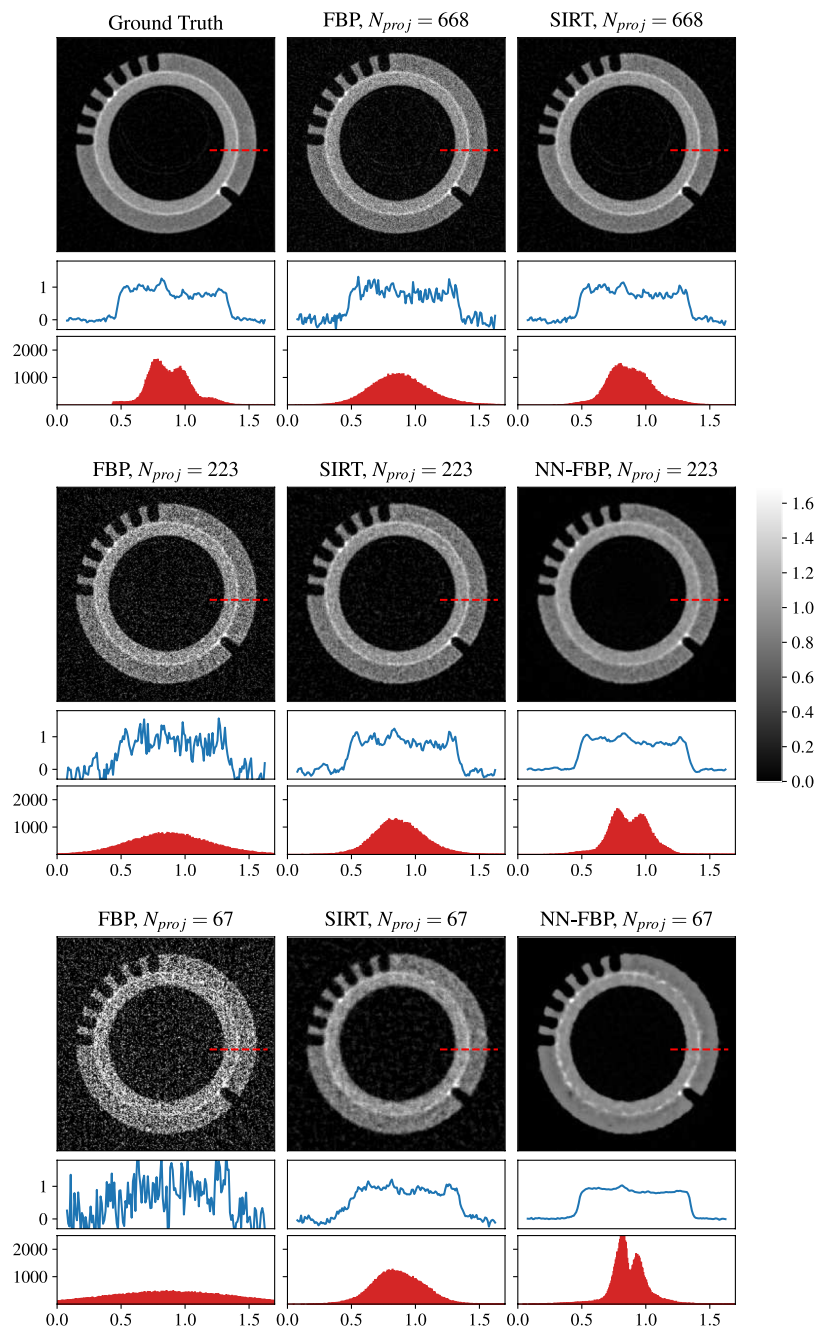 Ground Truth
FBP, N_proj = 668
SIRT, N_proj = 668
1
0
2000
1000
0.0 0.5 1.0 1.5
0.0 0.5 1.0 1.5
0.0 0.5 1.0 1.5
FBP, N_proj = 223
SIRT, N_proj = 223
NN-FBP, N_proj = 223
1
0
2000
1000
0.0 0.5 1.0 1.5
0.0 0.5 1.0 1.5
0.0 0.5 1.0 1.5
1.6
1.4
1.2
1.0
0.8
0.6
0.4
0.2
0.0
FBP, N_proj = 67
SIRT, N_proj = 67
NN-FBP, N_proj = 67
1
0
2000
1000
0.0 0.5 1.0 1.5
0.0 0.5 1.0 1.5
0.0 0.5 1.0 1.5